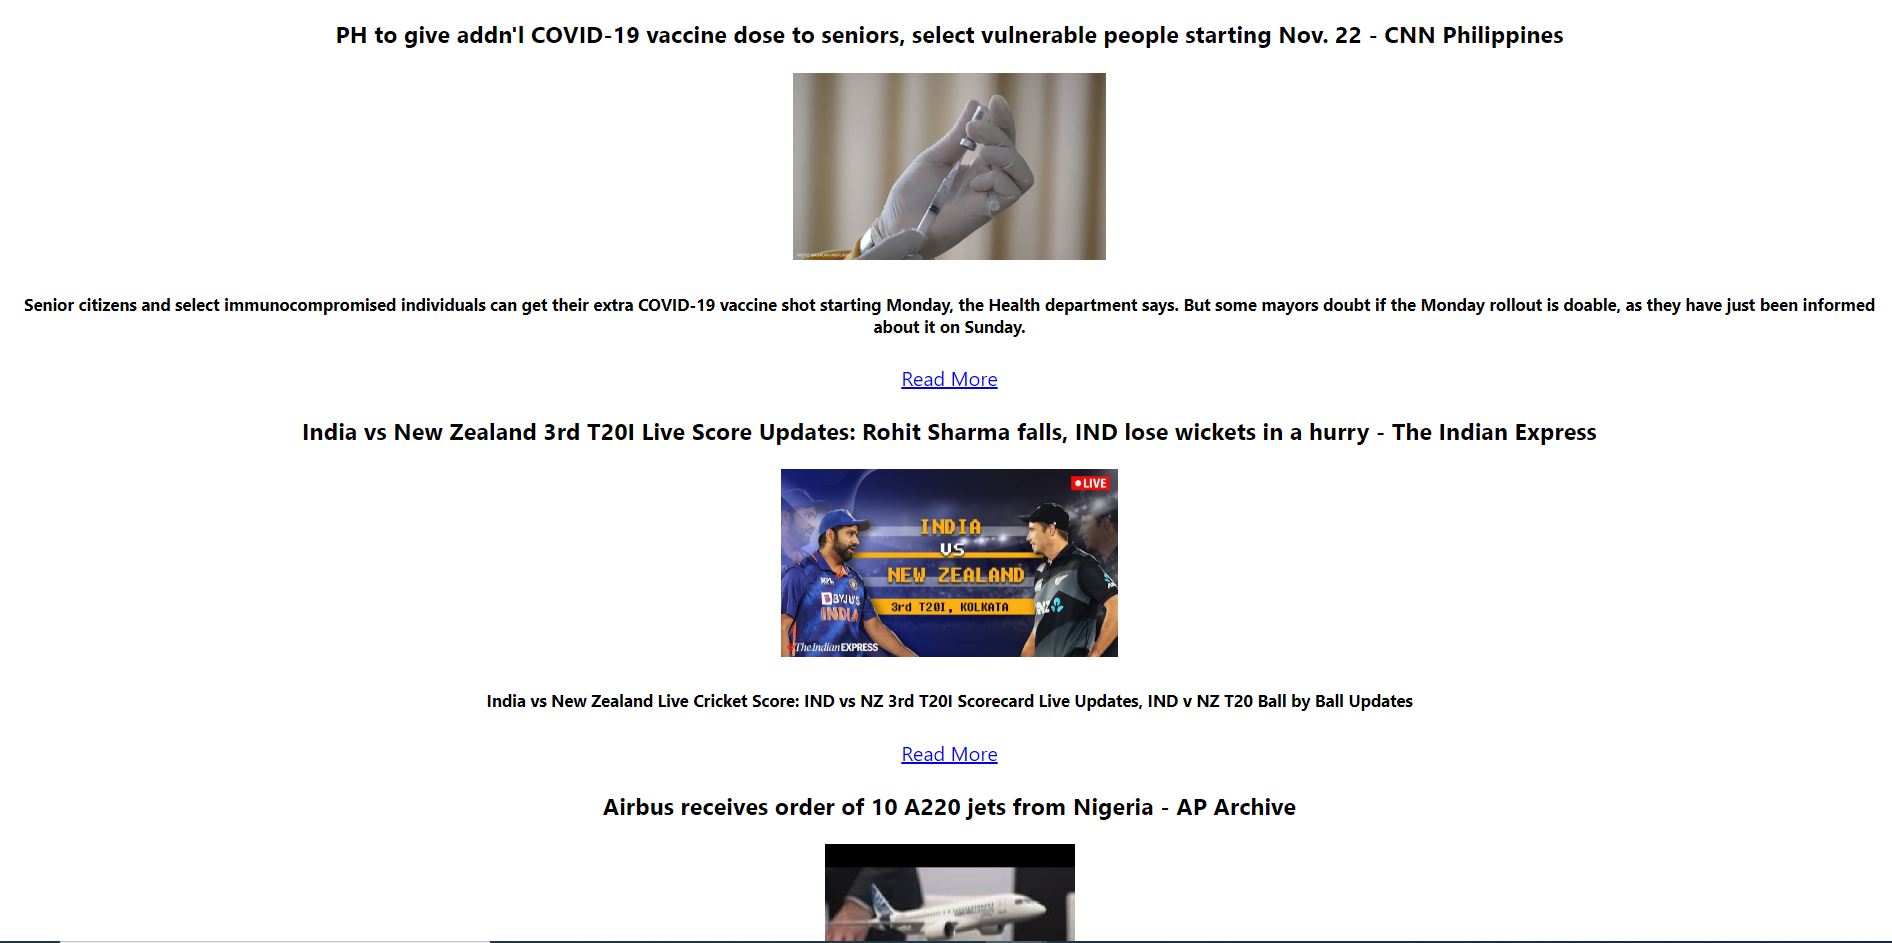 PH to give addn'l COVID-19 vaccine dose to seniors, select vulnerable people starting Nov. 22 - CNN Philippines
Senior citizens and select immunocompromised individuals can get their extra COVID-19 vaccine shot starting Monday, the Health department says. But some mayors doubt if the Monday rollout is doable, as they have just been informed
about it on Sunday.
Read More
India vs New Zealand 3rd T20I Live Score Updates: Rohit Sharma falls, IND lose wickets in a hurry - The Indian Express
LIVE
INDIA
VS
NEW ZEALAND
3rd T20I, KOLKATA
MPL
BYJU'S
INDIA
NZ
The Indian EXPRESS
India vs New Zealand Live Cricket Score: IND vs NZ 3rd T20I Scorecard Live Updates, IND v NZ T20 Ball by Ball Updates
Read More
Airbus receives order of 10 A220 jets from Nigeria - AP Archive